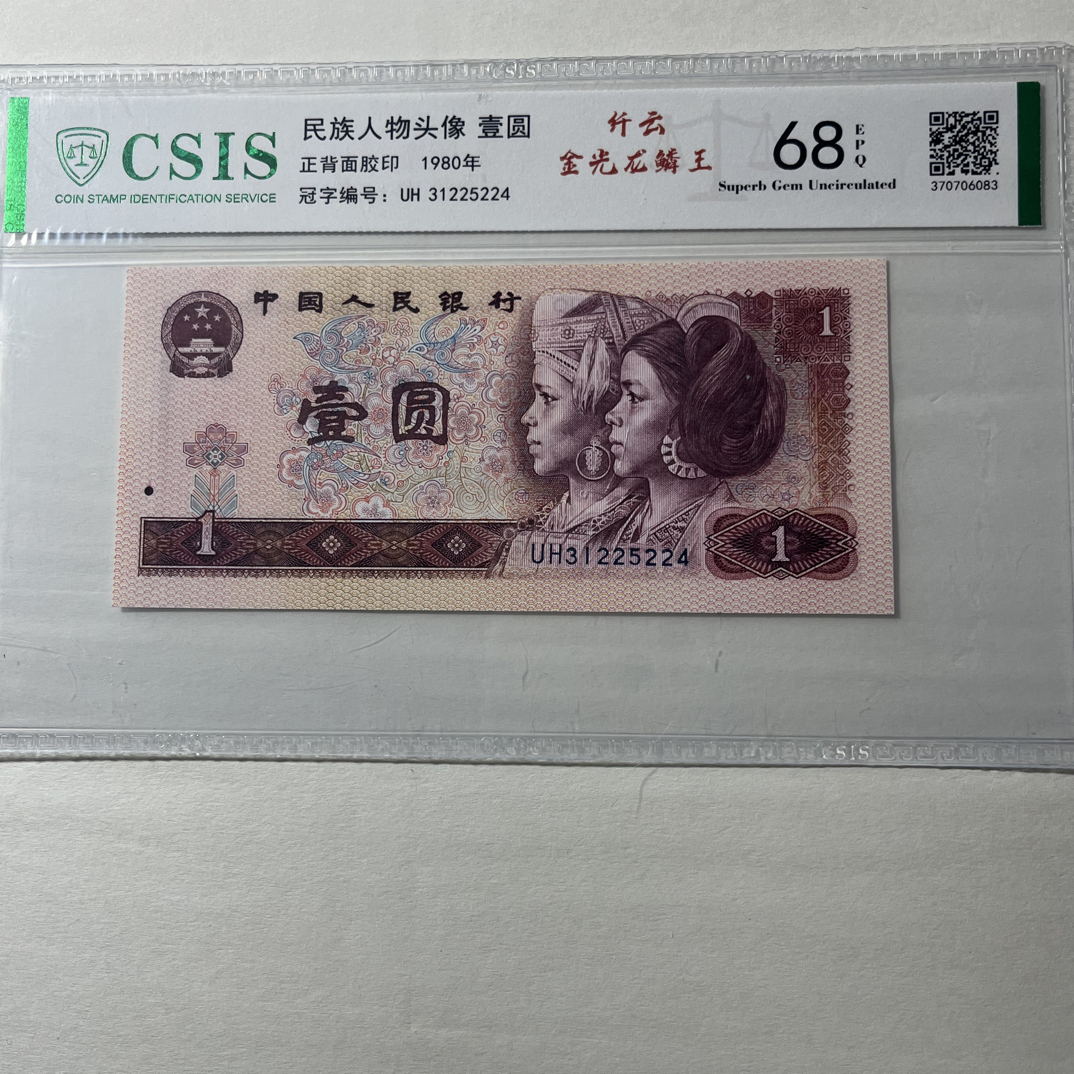 CSIS
CSIS
COIN STAMP IDENTIFICATION SERVICE
民族人物头像 壹圆
正背面胶印 1980年
冠字编号: UH 31225224
纤云
金光龙鳞王
68
EPQ
Superb Gem Uncirculated
370706083
中国人民银行
1
壹圆
1
UH31225224
1
CSIS